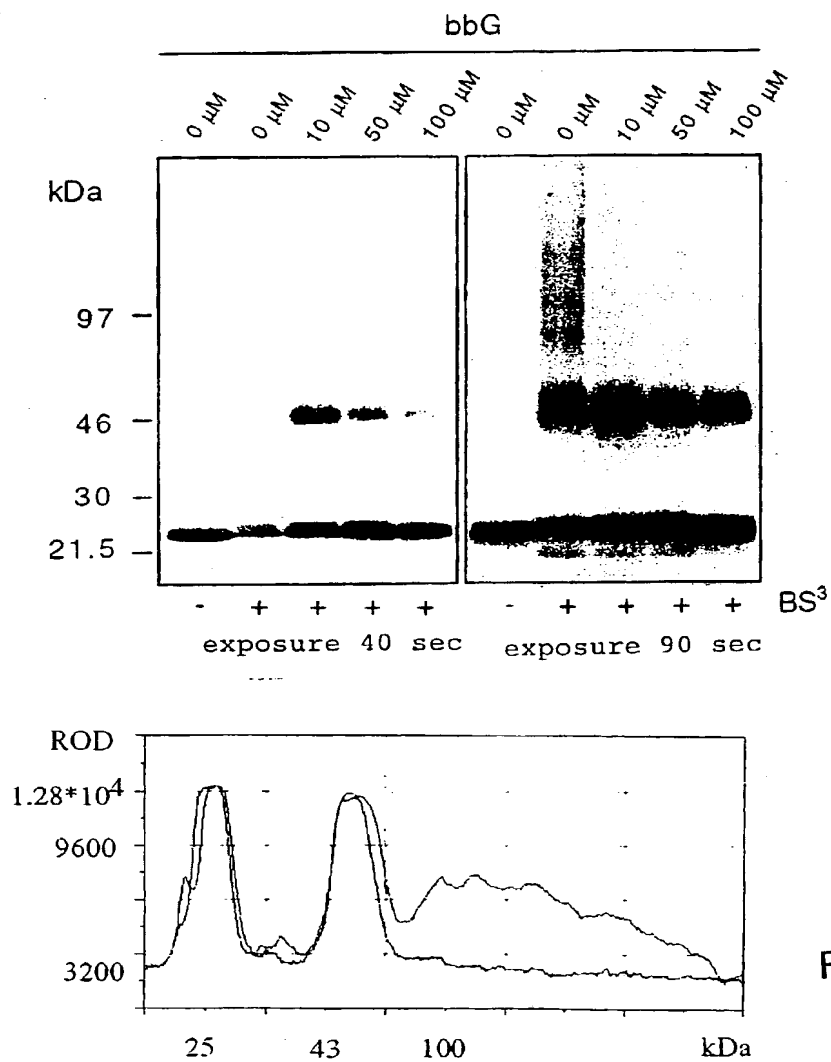 bbG
0 µM 0 µM 10 µM 50 µM 100 µM 0 µM 0 µM 10 µM 50 µM 100 µM
kDa
97
46
30
21.5
- + + + + - + + + + BS³
exposure 40 sec exposure 90 sec
ROD
1.28*10⁴
9600
3200
F
25 43 100 kDa